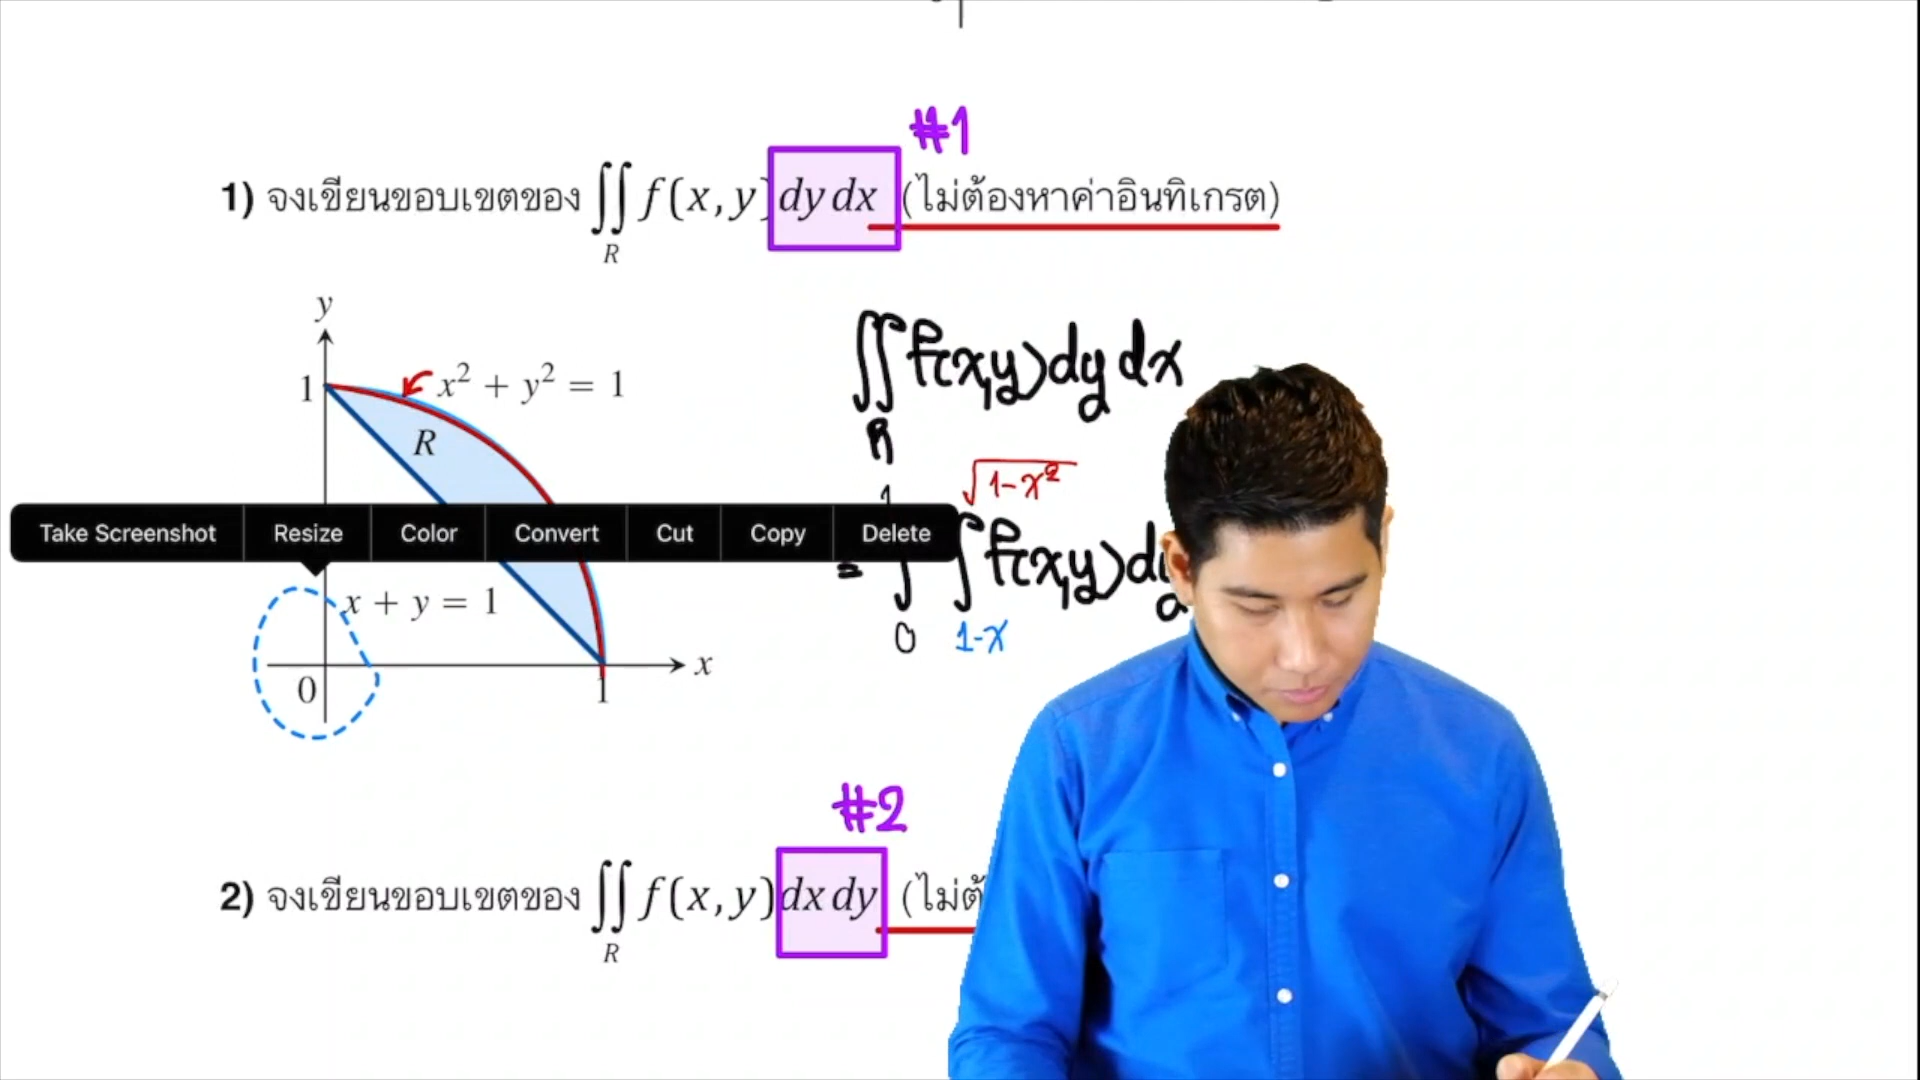 #1
1) จงเขียนขอบเขตของ ∬ f(x, y) dy dx (ไม่ต้องหาค่าอินทิเกรต)
R
y
1
x² + y² = 1
R
∬ f(x,y) dy dx
R
Take Screenshot Resize Color Convert Cut Copy Delete
1 √1-x²
= ∫ ∫ f(x,y) dy
0 1-x
x + y = 1
x
0
1
#2
2) จงเขียนขอบเขตของ ∬ f(x, y) dx dy (ไม่ต้
R